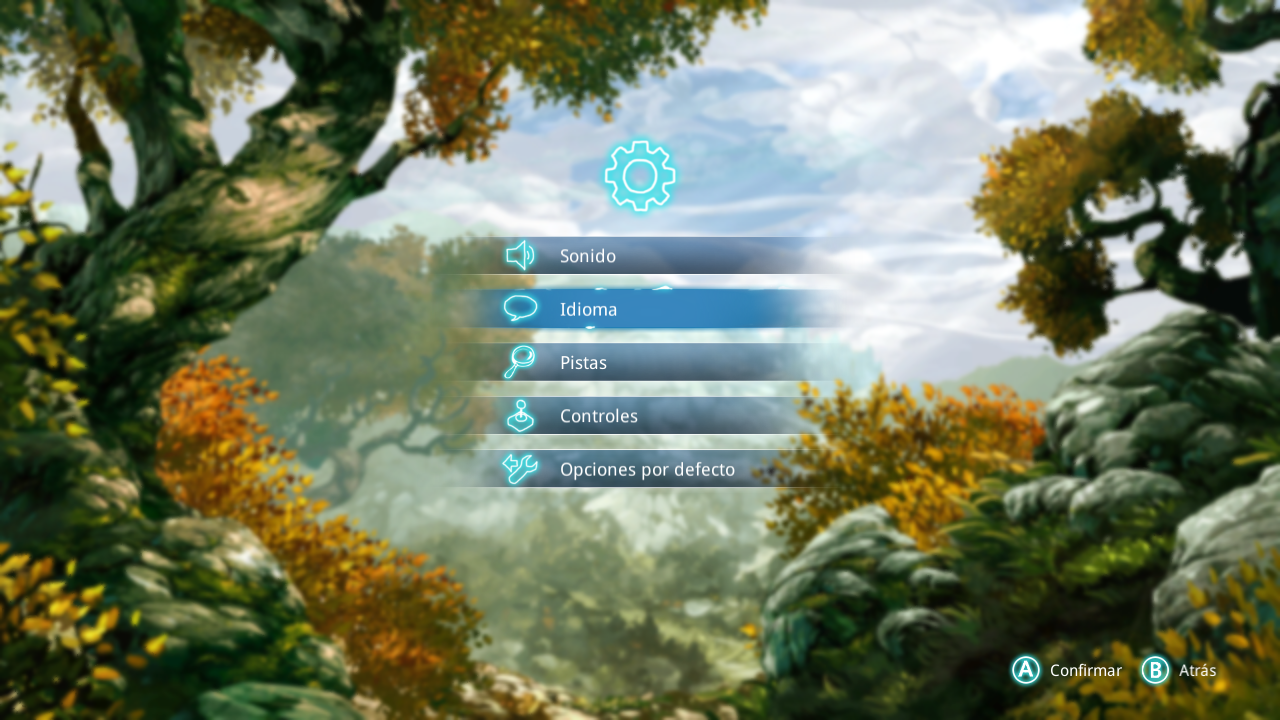 Sonido
Idioma
Pistas
Controles
Opciones por defecto
A Confirmar B Atrás